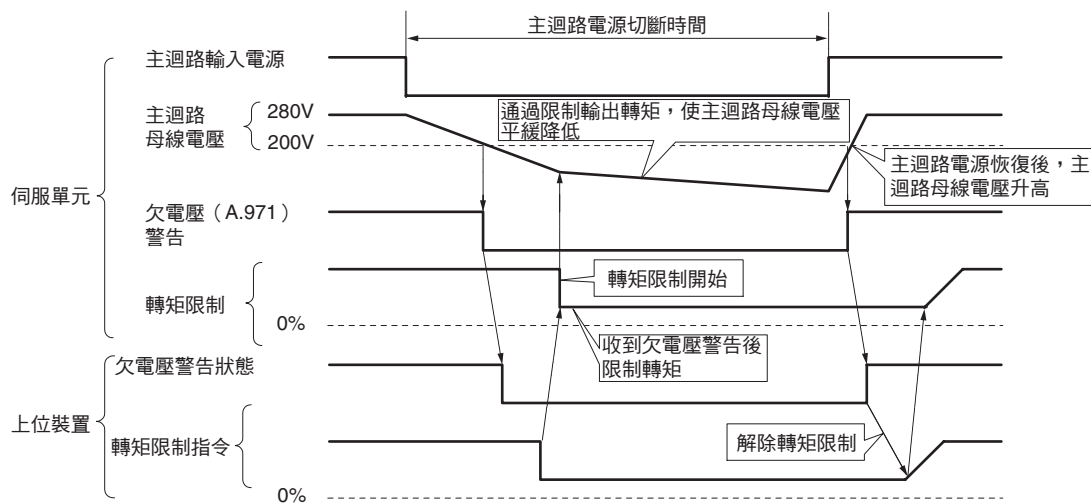 主迴路電源切斷時間
主迴路輸入電源
主迴路
母線電壓
280V
200V
通過限制輸出轉矩，使主迴路母線電壓
平緩降低
主迴路電源恢復後，主
迴路母線電壓升高
伺服單元
欠電壓（A.971）
警告
轉矩限制
轉矩限制開始
0%
收到欠電壓警告後
限制轉矩
欠電壓警告狀態
上位裝置
轉矩限制指令
解除轉矩限制
0%